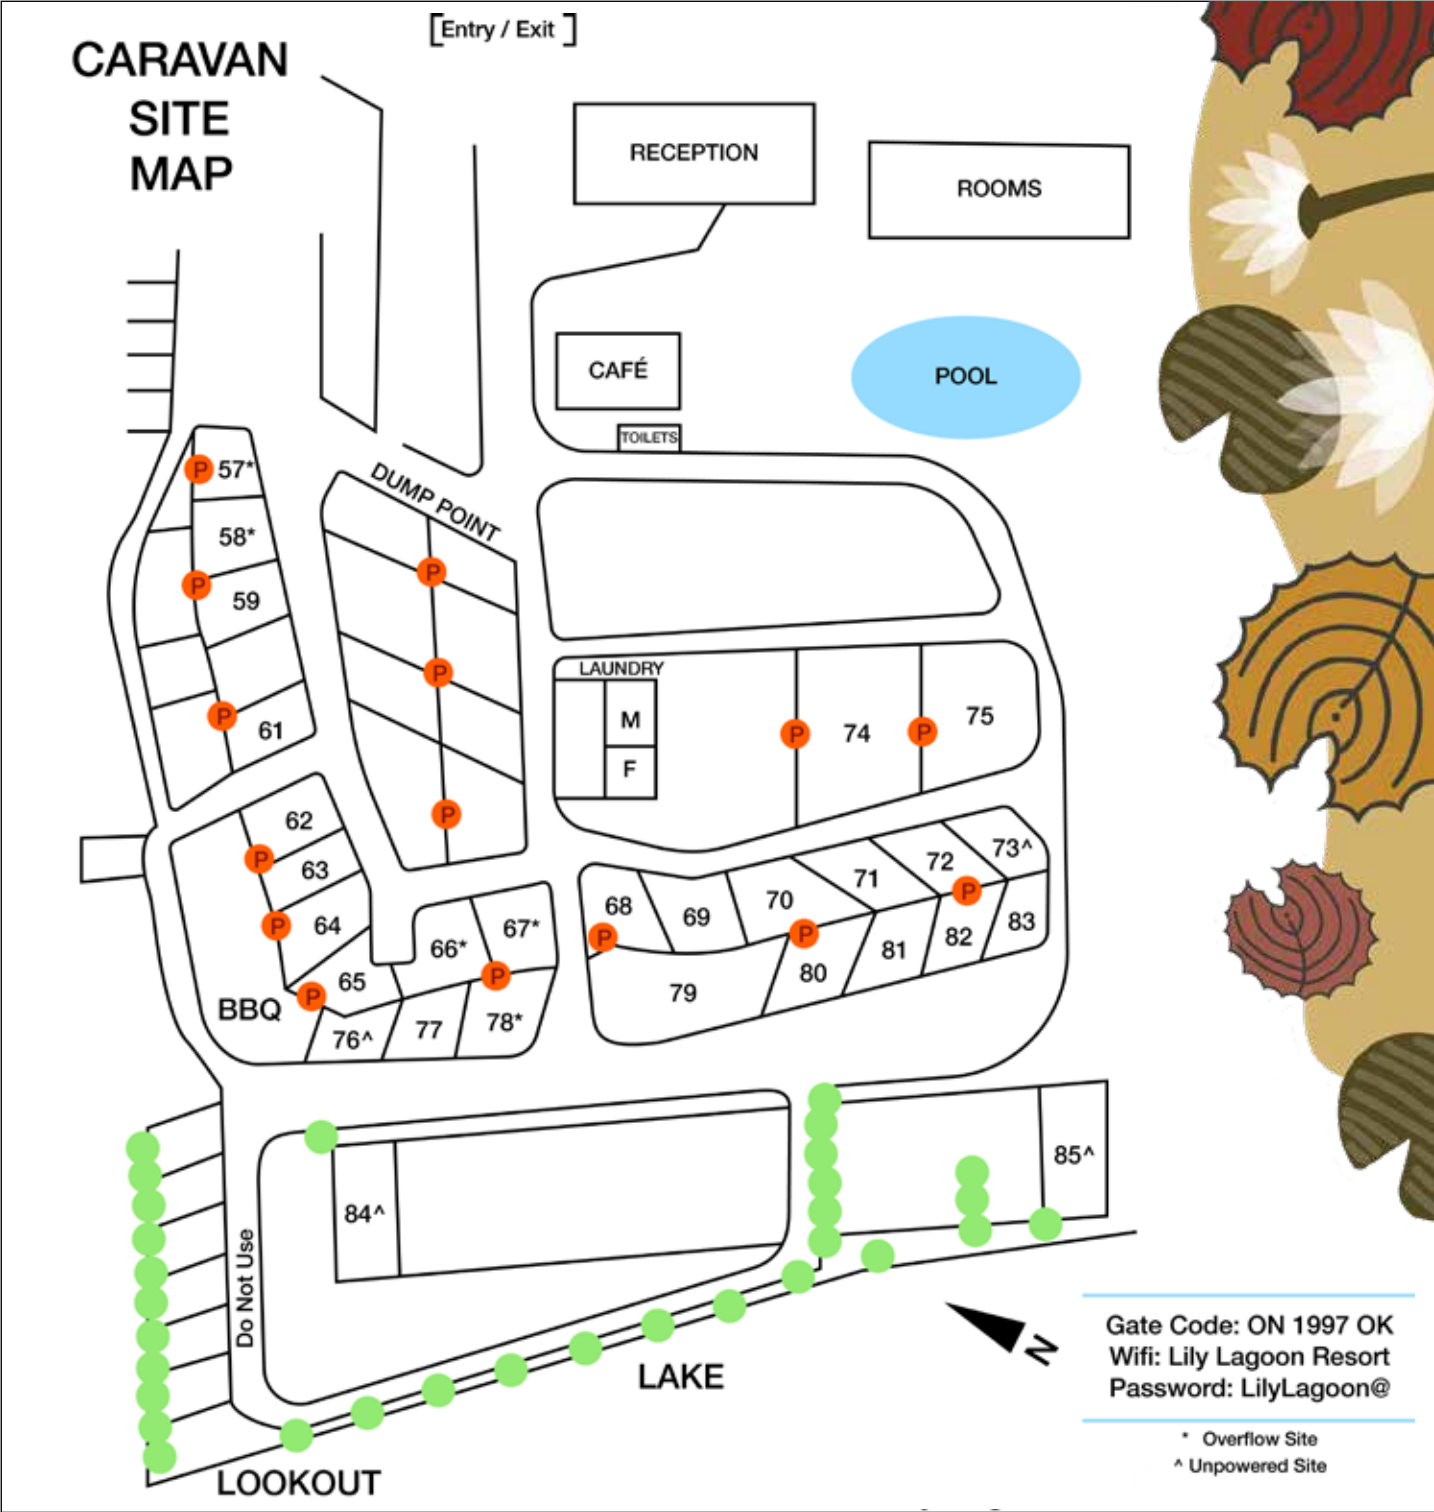 [Entry / Exit ]
CARAVAN
SITE
MAP
RECEPTION
ROOMS
CAFÉ
POOL
TOILETS
DUMP POINT
P 57*
58*
P
59
P
61
P
P
P
LAUNDRY
M
F
P 74 P 75
62
P 63
P 64
65
P
BBQ
66* 67*
P
76^ 77 78*
68 69 70 71 72 73^
P P P
79 80 81 82 83
84^
85^
Do Not Use
N
LAKE
LOOKOUT
Gate Code: ON 1997 OK
Wifi: Lily Lagoon Resort
Password: LilyLagoon@
* Overflow Site
^ Unpowered Site